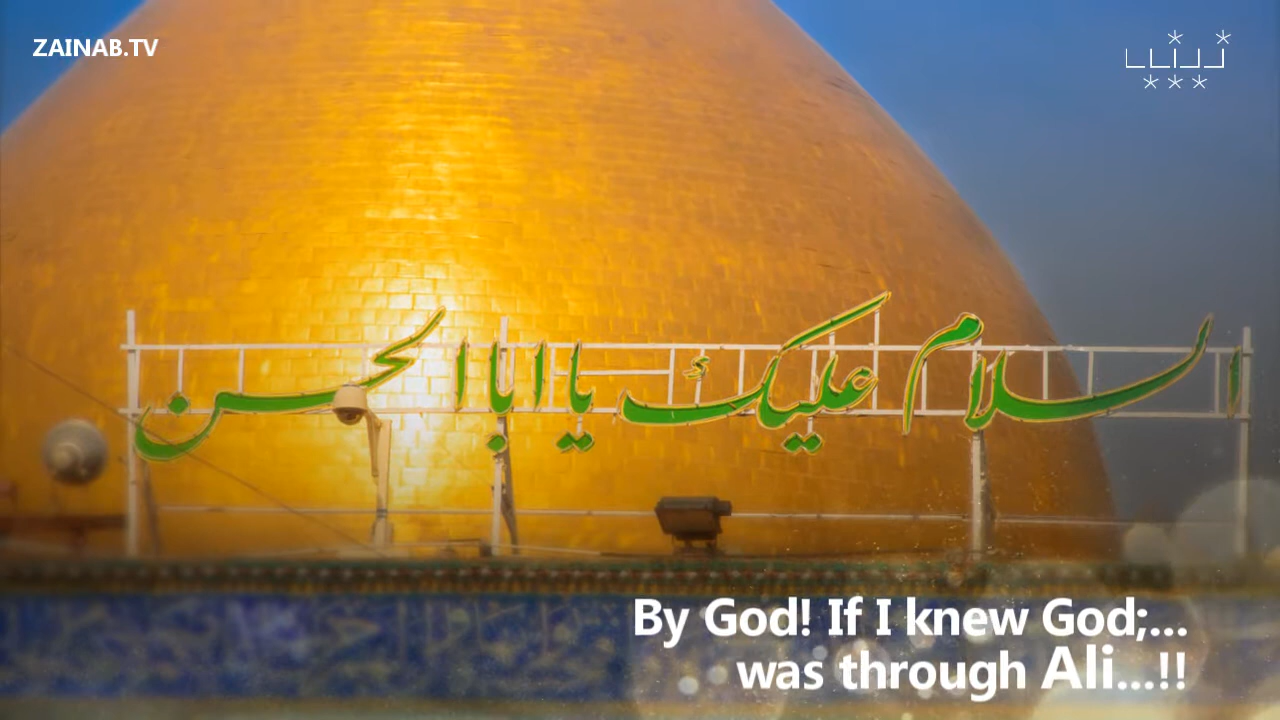 ZAINAB.TV
السلام عليك يا ابا الحسن
By God! If I knew God;...
was through Ali...!!